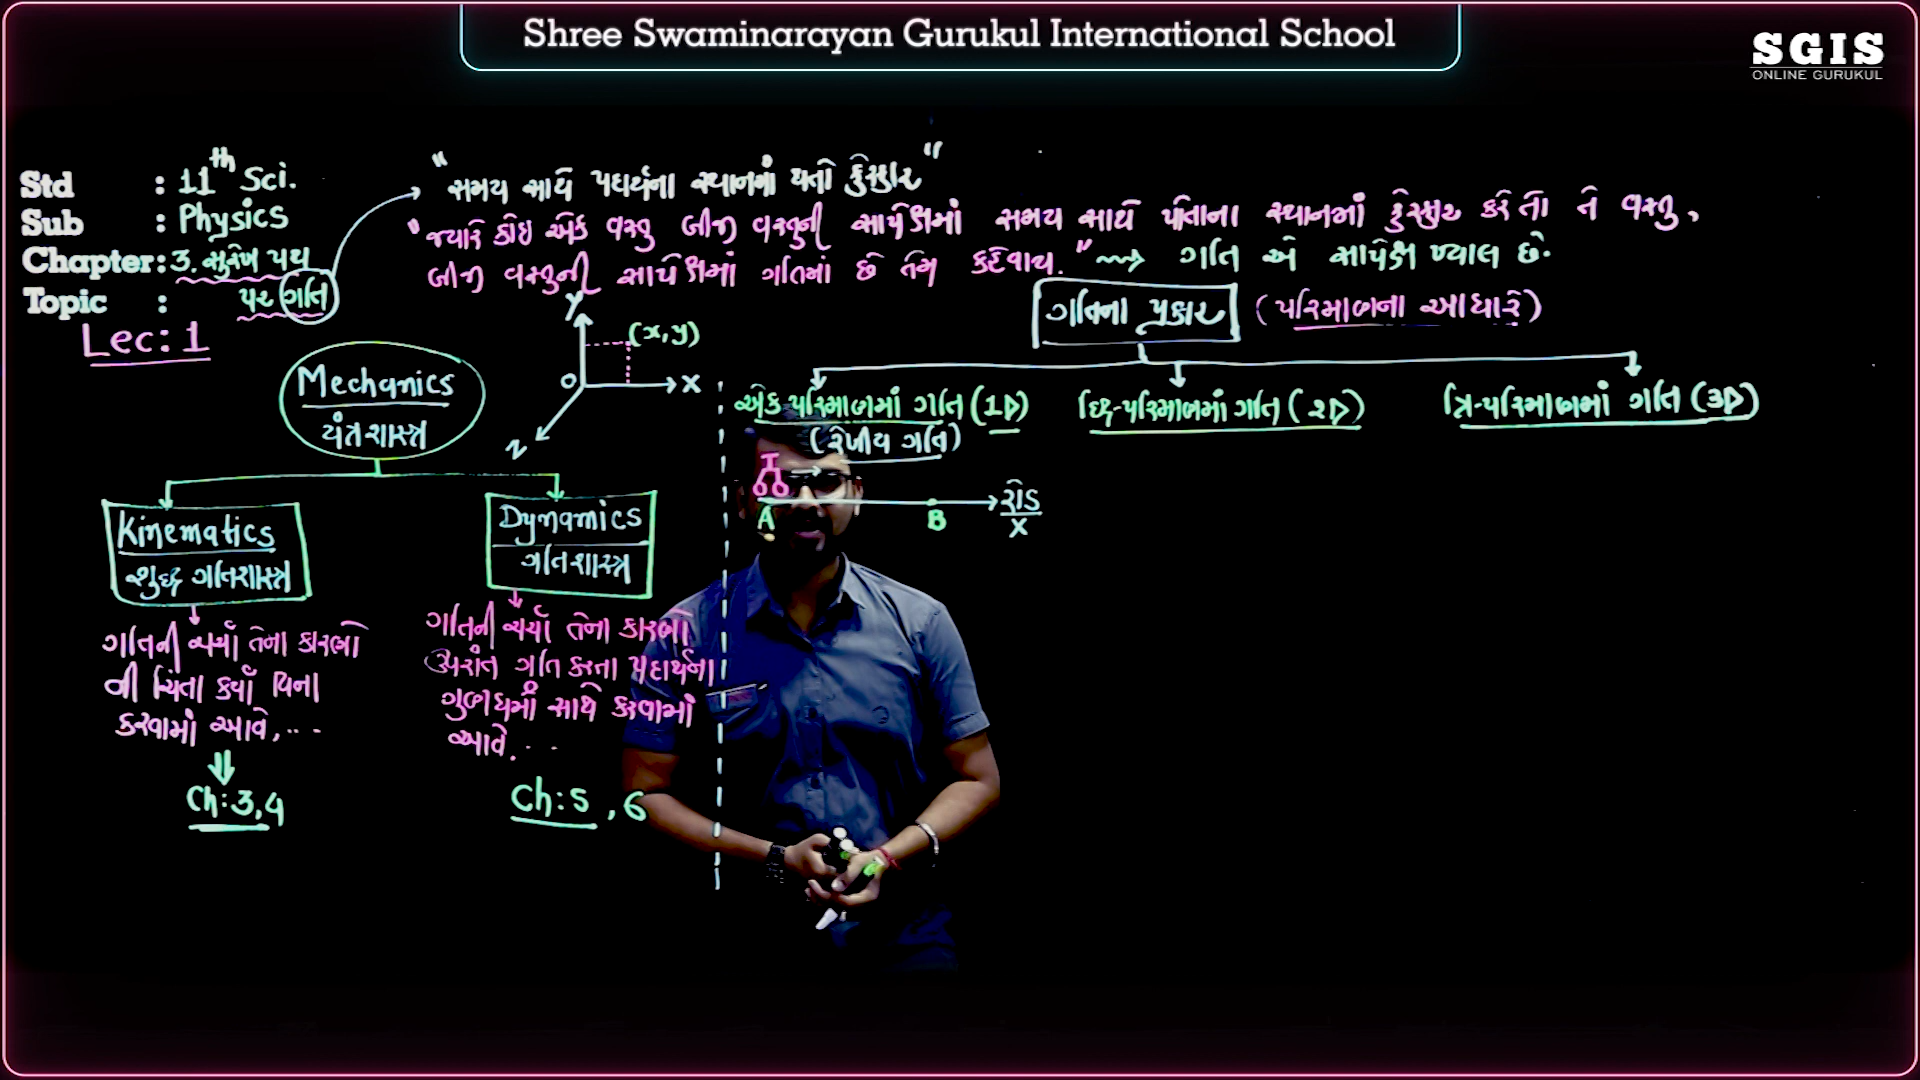 Shree Swaminarayan Gurukul International School
SGIS
ONLINE GURUKUL
Std : 11th Sci.
Sub : Physics
Chapter: 3. સુરેખ પથ
Topic : પર ગતિ
Lec: 1
" સમય સાથે પદાર્થના સ્થાનમાં થતો ફેરફાર "
" જ્યારે કોઇ એક વસ્તુ બીજી વસ્તુની સાપેક્ષમાં સમય સાથે પોતાના સ્થાનમાં ફેરફાર કરે તો તે વસ્તુ,
બીજી વસ્તુની સાપેક્ષમાં ગતિમાં છે તેમ કહેવાય." ⇝ ગતિ એ સાપેક્ષ ખ્યાલ છે.
Y
(x,y)
O
X
Z
Mechanics
યંત્રશાસ્ત્ર
Kinematics
શુદ્ધ ગતિશાસ્ત્ર
ગતિની ચર્ચા તેના કારણો
ની ચિંતા કર્યા વિના
કરવામાં આવે,...
Ch:3,4
Dynamics
ગતિશાસ્ત્ર
ગતિની ચર્ચા તેના કારણો
ઉપરાંત ગતિ કરતા પદાર્થના
ગુણધર્મો સાથે કરવામાં
આવે...
Ch:5, 6
ગતિના પ્રકાર (પરિમાણના આધારે)
એક પરિમાણમાં ગતિ (1D)
(રેખીય ગતિ)
A
B
રોડ
X
દ્વિ-પરિમાણમાં ગતિ (2D)
ત્રિ-પરિમાણમાં ગતિ (3D)